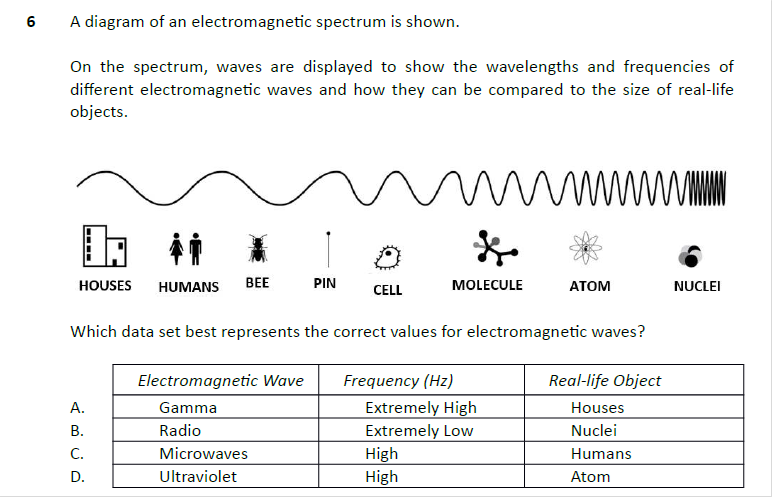 6 A diagram of an electromagnetic spectrum is shown.
On the spectrum, waves are displayed to show the wavelengths and frequencies of
different electromagnetic waves and how they can be compared to the size of real-life
objects.
HOUSES HUMANS BEE PIN CELL MOLECULE ATOM NUCLEI
Which data set best represents the correct values for electromagnetic waves?
Electromagnetic Wave Frequency (Hz) Real-life Object
A. Gamma Extremely High Houses
B. Radio Extremely Low Nuclei
C. Microwaves High Humans
D. Ultraviolet High Atom